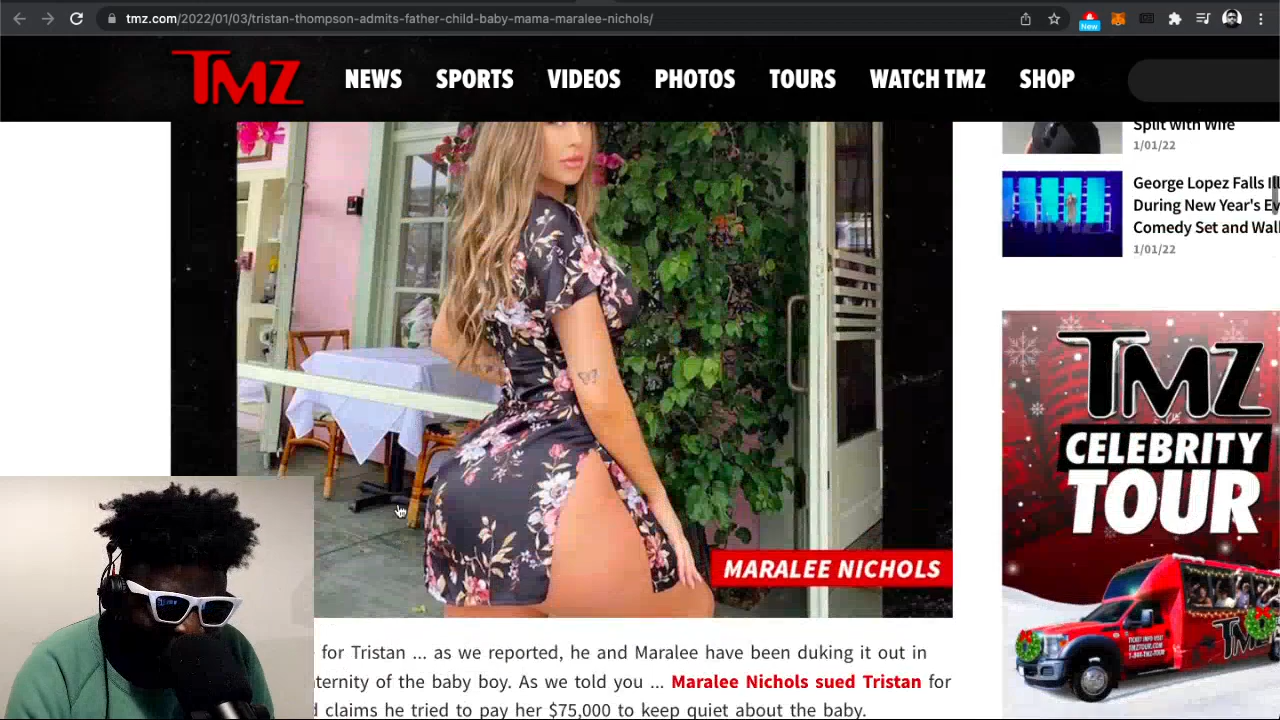 tmz.com/2022/01/03/tristan-thompson-admits-father-child-baby-mama-maralee-nichols/
New
TMZ
NEWS
SPORTS
VIDEOS
PHOTOS
TOURS
WATCH TMZ
SHOP
Split with Wife
1/01/22
George Lopez Falls Ill
During New Year's Ev
Comedy Set and Wal
1/01/22
MARALEE NICHOLS
TMZ
CELEBRITY
TOUR
TMZ
for Tristan ... as we reported, he and Maralee have been duking it out in
ternity of the baby boy. As we told you ... Maralee Nichols sued Tristan for
d claims he tried to pay her $75,000 to keep quiet about the baby.